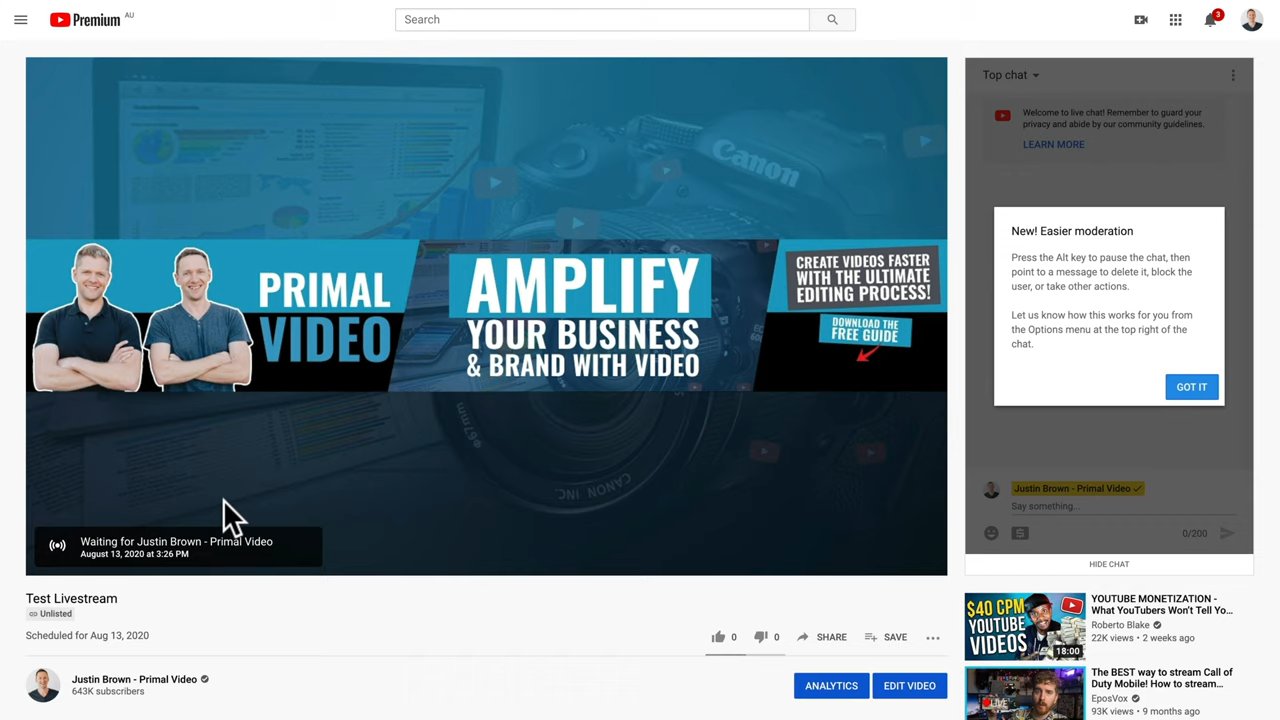 Premium AU
Search
3
Canon
PRIMAL
VIDEO
AMPLIFY
YOUR BUSINESS
& BRAND WITH VIDEO
CREATE VIDEOS FASTER
WITH THE ULTIMATE
EDITING PROCESS!
DOWNLOAD THE
FREE GUIDE
CANON INC
Waiting for Justin Brown - Primal Video
August 13, 2020 at 3:26 PM
Top chat
Welcome to live chat! Remember to guard your
privacy and abide by our community guidelines.
LEARN MORE
New! Easier moderation
Press the Alt key to pause the chat, then
point to a message to delete it, block the
user, or take other actions.
Let us know how this works for you from
the Options menu at the top right of the
chat.
GOT IT
Justin Brown - Primal Video
Say something...
0/200
HIDE CHAT
Test Livestream
Unlisted
Scheduled for Aug 13, 2020
0
0
SHARE
SAVE
Justin Brown - Primal Video
643K subscribers
ANALYTICS
EDIT VIDEO
$40 CPM
YOUTUBE
VIDEOS
18:00
YOUTUBE MONETIZATION -
What YouTubers Won't Tell Yo...
Roberto Blake
22K views • 2 weeks ago
LIVE
The BEST way to stream Call of
Duty Mobile! How to stream...
EposVox
93K views • 9 months ago